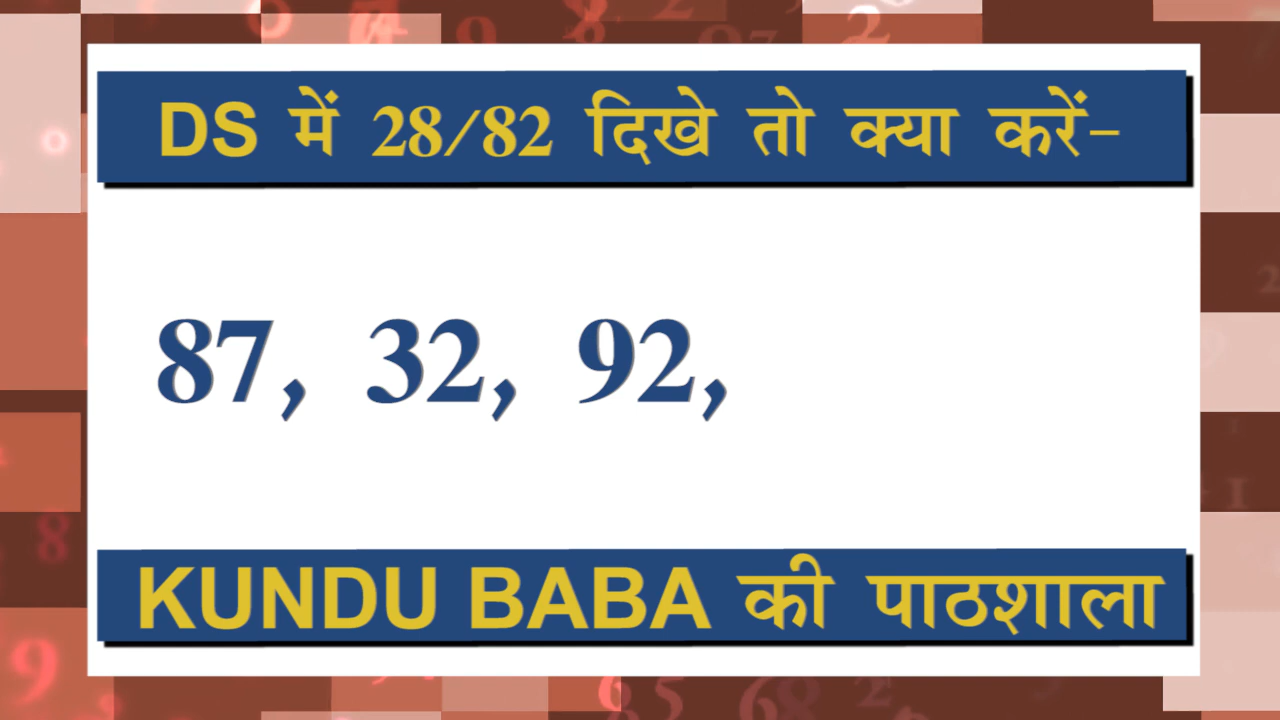 DS में 28/82 दिखे तो क्या करें-
87, 32, 92,
KUNDU BABA की पाठशाला